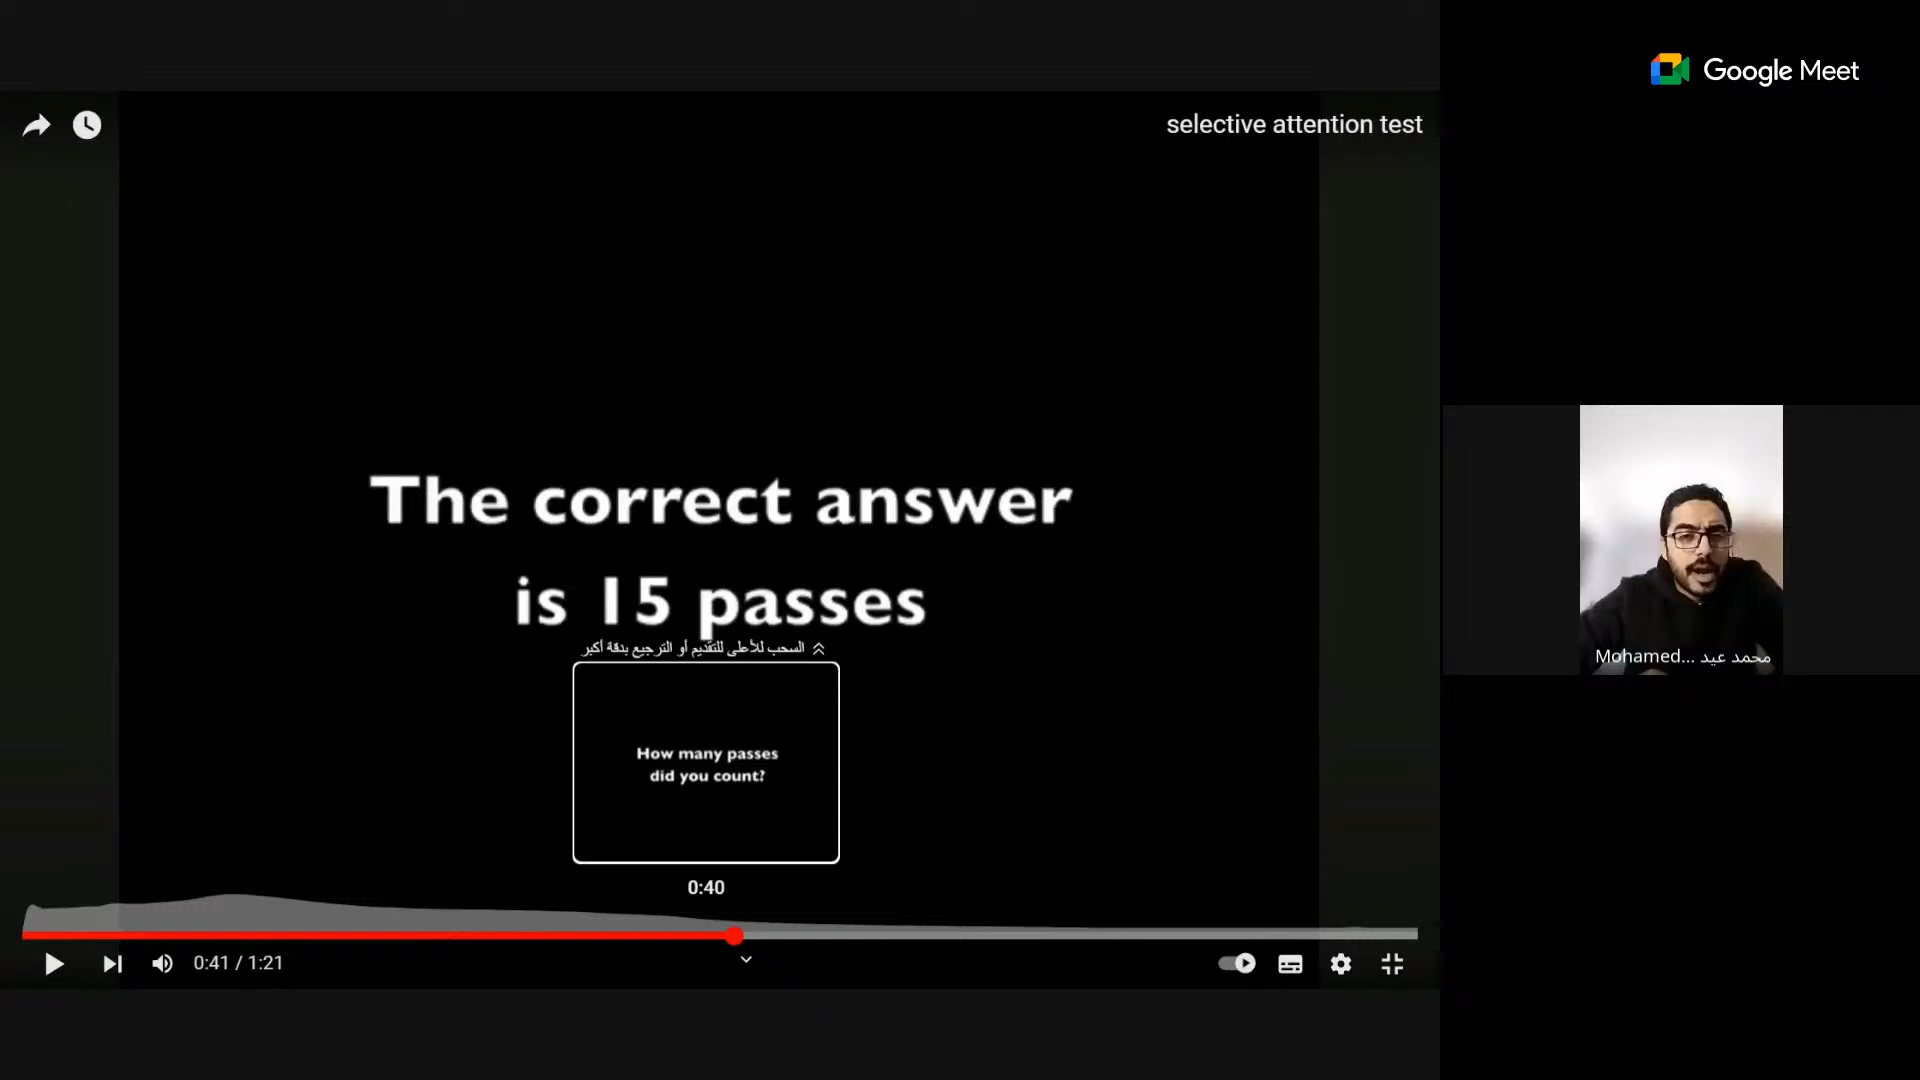 Google Meet
selective attention test
The correct answer
is 15 passes
السحب للأعلى للتقديم أو الترجيع بدقة أكبر
How many passes
did you count?
0:40
0:41 / 1:21
Mohamed... محمد عيد